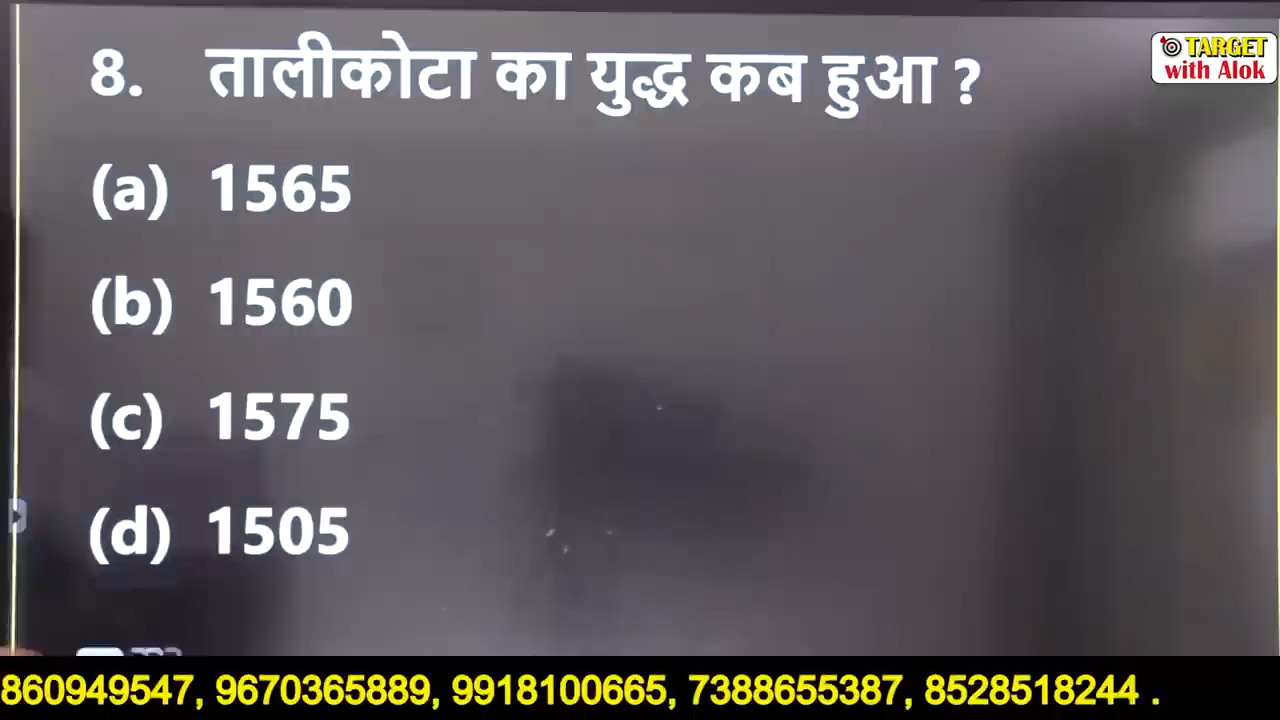 TARGET
with Alok
8. तालीकोटा का युद्ध कब हुआ ?
(a) 1565
(b) 1560
(c) 1575
(d) 1505
860949547, 9670365889, 9918100665, 7388655387, 8528518244 .